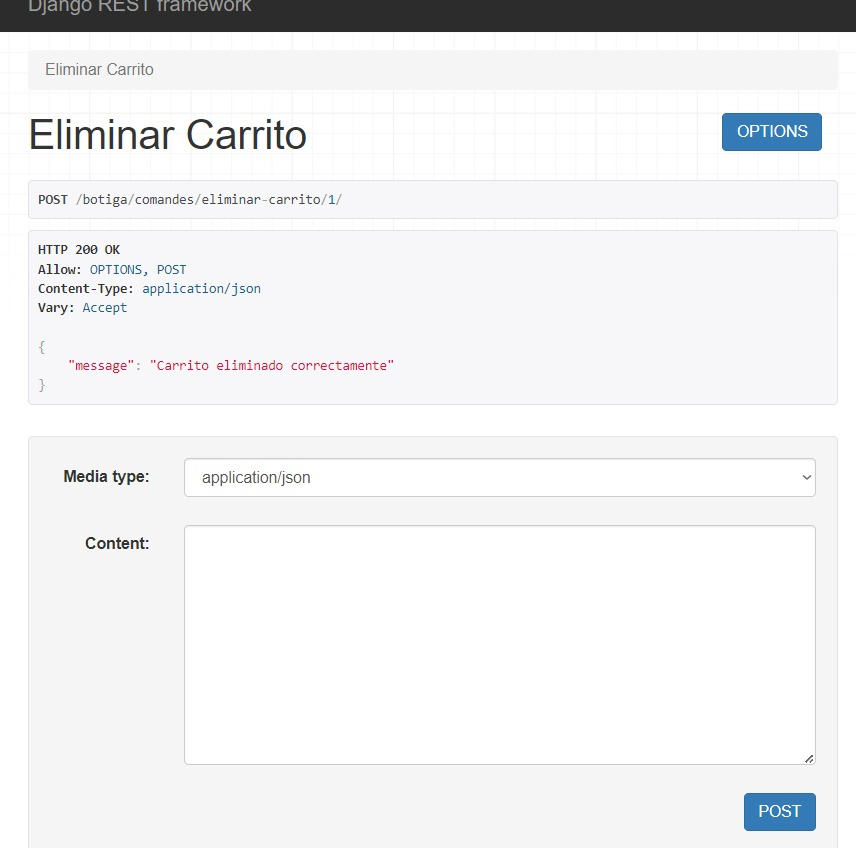 Django REST framework
Eliminar Carrito
Eliminar Carrito
OPTIONS
POST /botiga/comandes/eliminar-carrito/1/
HTTP 200 OK
Allow: OPTIONS, POST
Content-Type: application/json
Vary: Accept
{
"message": "Carrito eliminado correctamente"
}
Media type:
application/json
Content:
POST